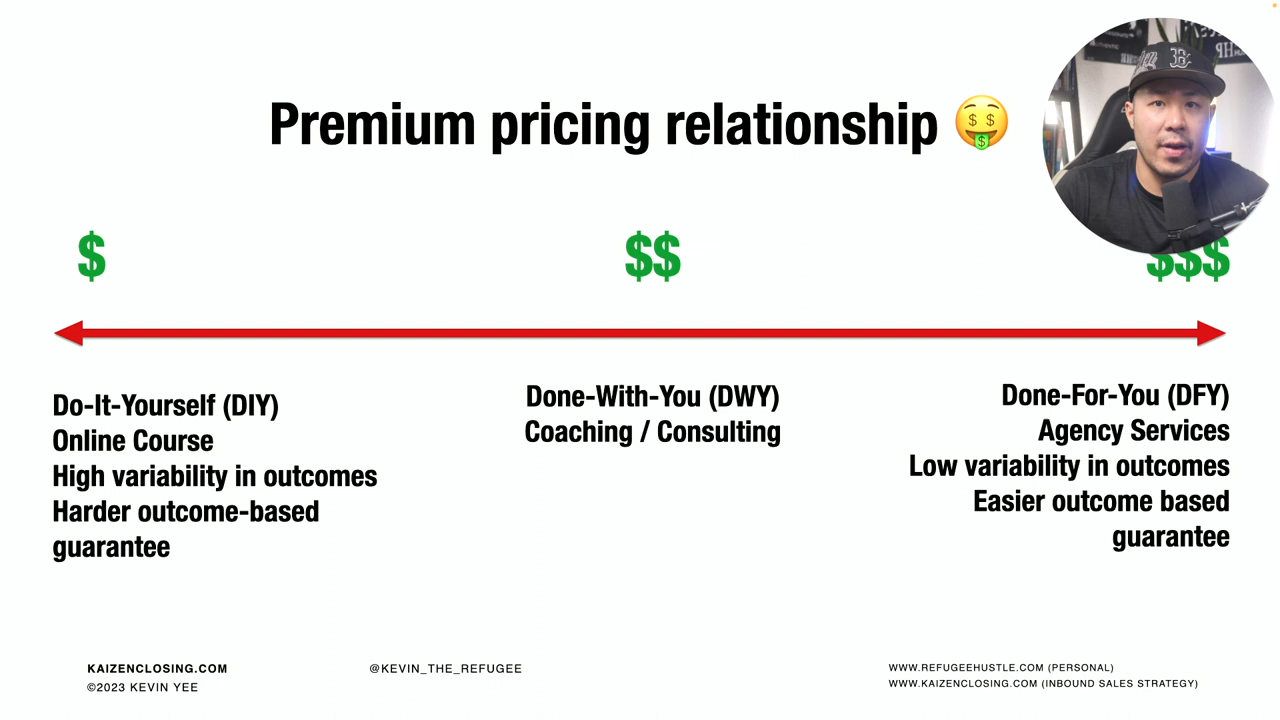 Premium pricing relationship 🤑
$
$$
$$$
Do-It-Yourself (DIY)
Online Course
High variability in outcomes
Harder outcome-based
guarantee
Done-With-You (DWY)
Coaching / Consulting
Done-For-You (DFY)
Agency Services
Low variability in outcomes
Easier outcome based
guarantee
KAIZENCLOSING.COM
©2023 KEVIN YEE
@KEVIN_THE_REFUGEE
WWW.REFUGEEHUSTLE.COM (PERSONAL)
WWW.KAIZENCLOSING.COM (INBOUND SALES STRATEGY)